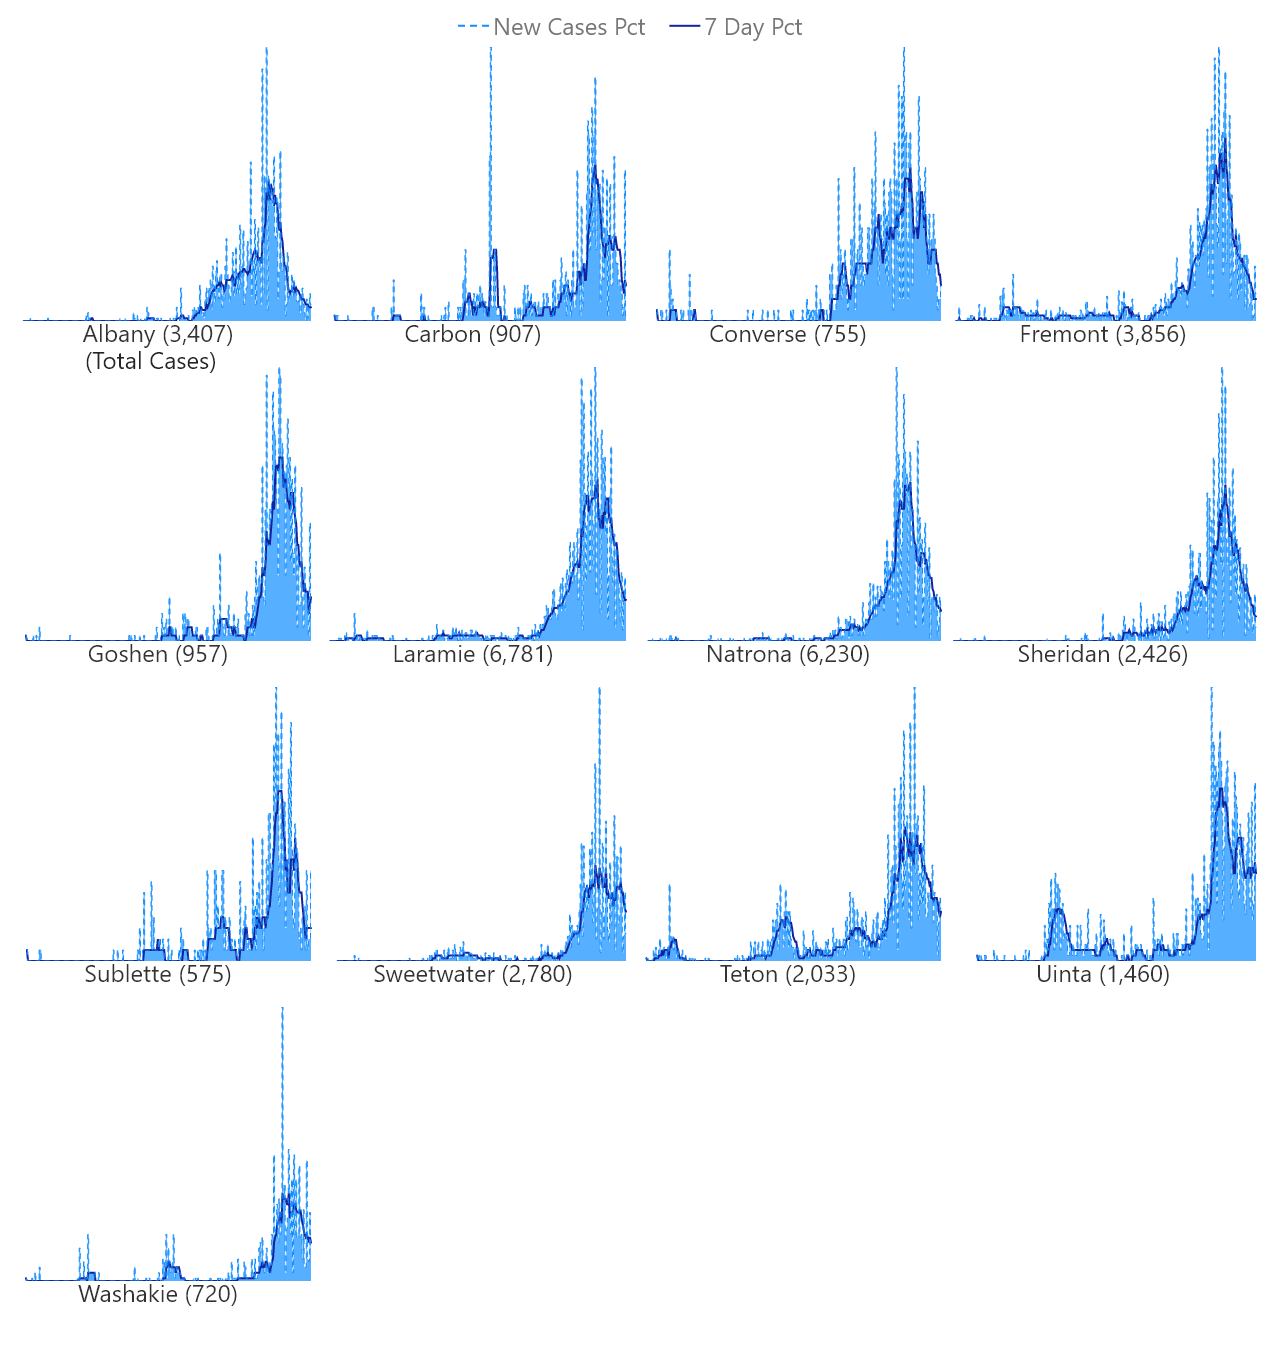 New Cases Pct 7 Day Pct
Albany (3,407) Carbon (907) Converse (755) Fremont (3,856)
(Total Cases)
Goshen (957) Laramie (6,781) Natrona (6,230) Sheridan (2,426)
Sublette (575) Sweetwater (2,780) Teton (2,033) Uinta (1,460)
Washakie (720)